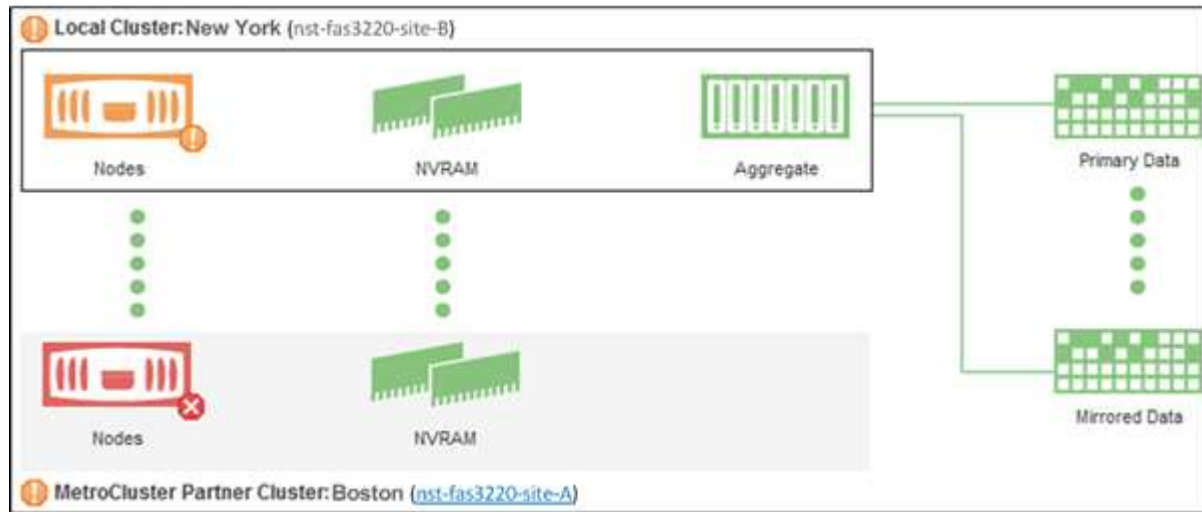 Local Cluster: New York (nst-fas3220-site-B)
Nodes
NVRAM
Aggregate
Primary Data
Nodes
NVRAM
Mirrored Data
MetroCluster Partner Cluster: Boston (nst-fas3220-site-A)